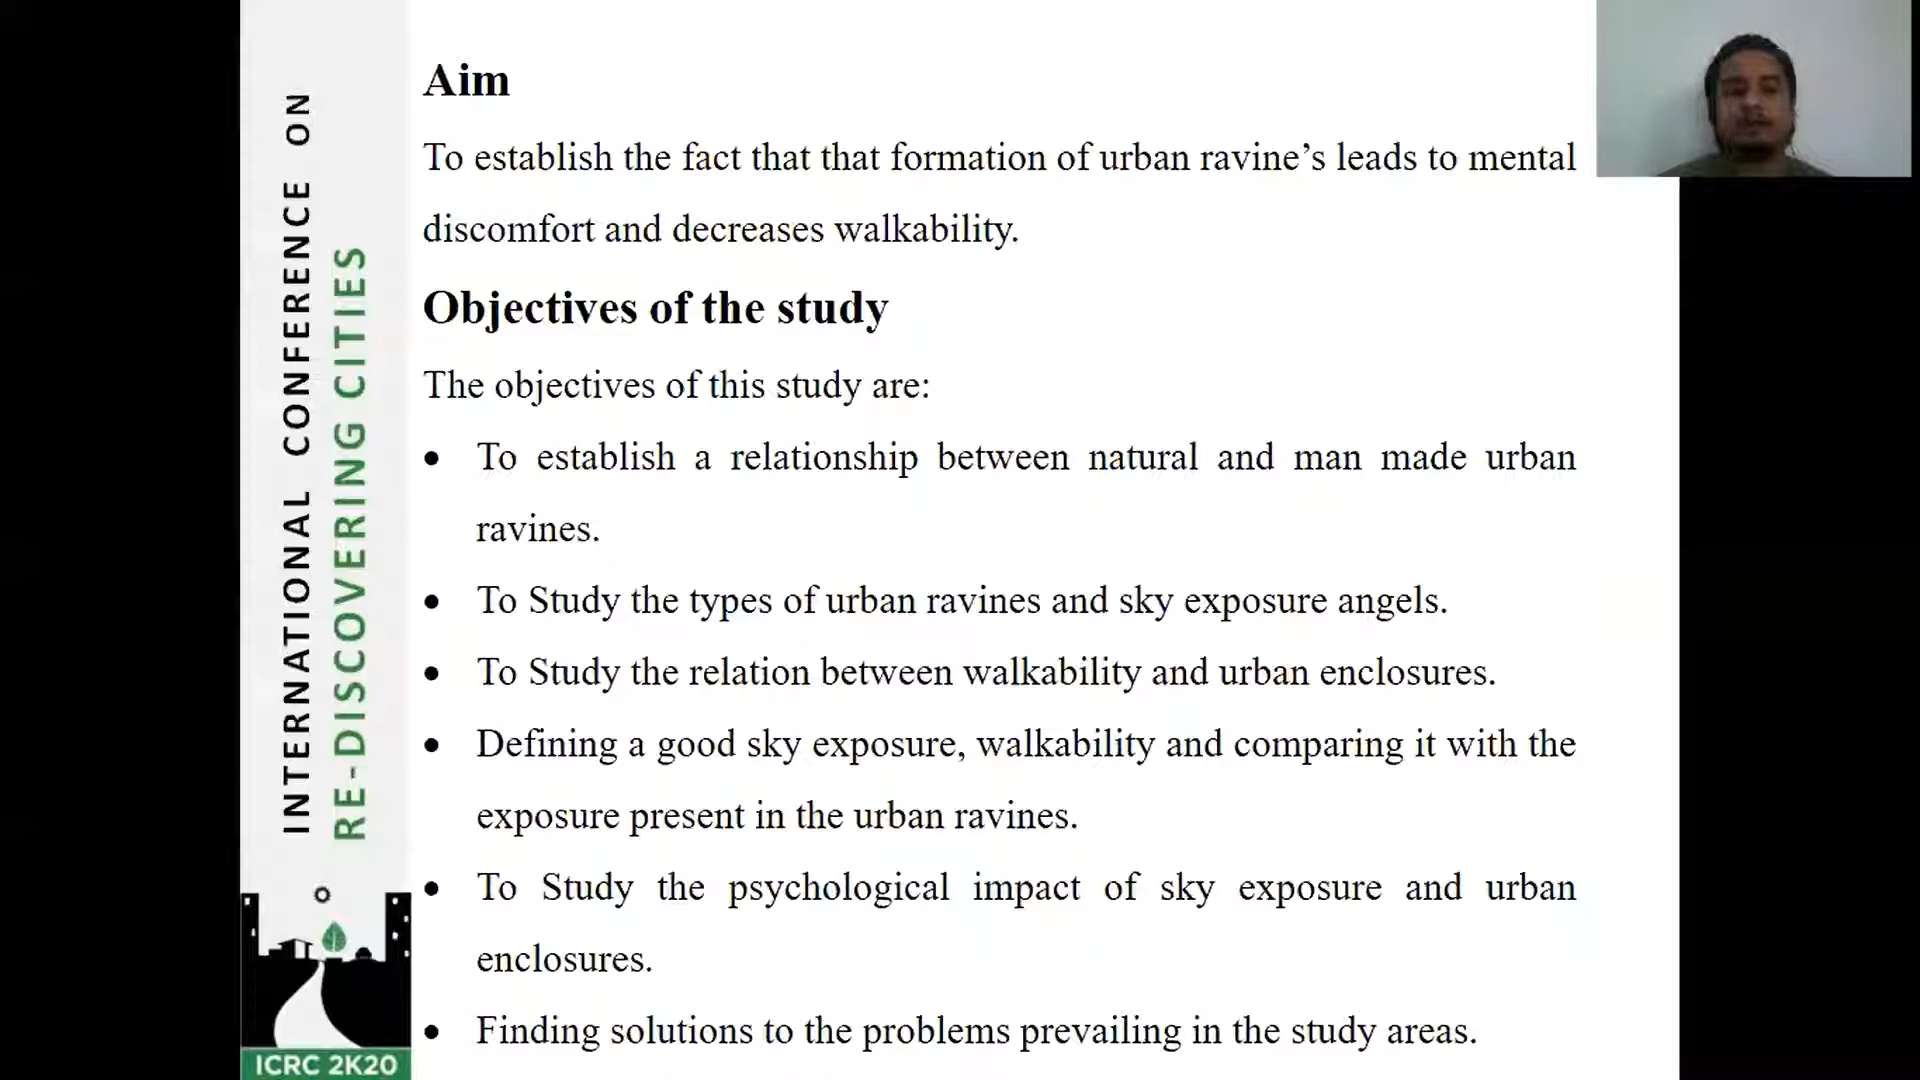 INTERNATIONAL CONFERENCE ON
RE-DISCOVERING CITIES
ICRC 2K20
Aim
To establish the fact that that formation of urban ravine’s leads to mental
discomfort and decreases walkability.
Objectives of the study
The objectives of this study are:
• To establish a relationship between natural and man made urban
ravines.
• To Study the types of urban ravines and sky exposure angels.
• To Study the relation between walkability and urban enclosures.
• Defining a good sky exposure, walkability and comparing it with the
exposure present in the urban ravines.
• To Study the psychological impact of sky exposure and urban
enclosures.
• Finding solutions to the problems prevailing in the study areas.